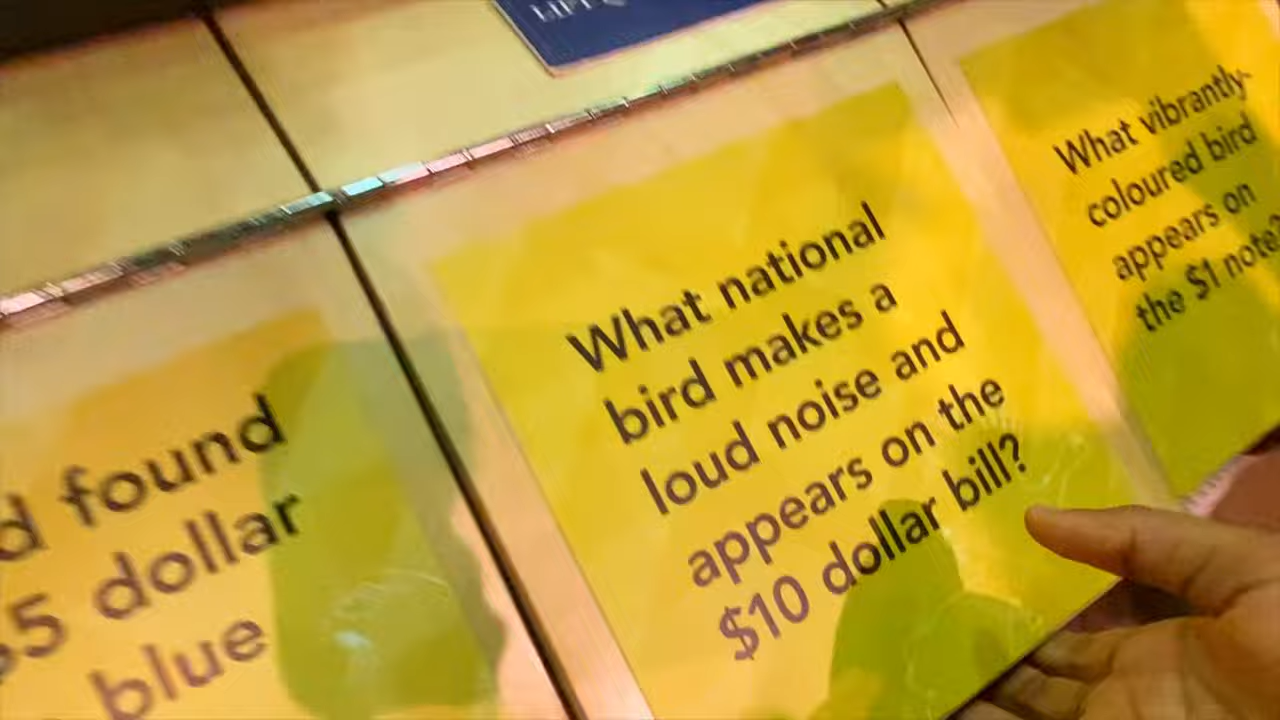 d found
$5 dollar
blue
What national
bird makes a
loud noise and
appears on the
$10 dollar bill?
What vibrantly-
coloured bird
appears on
the $1 note?